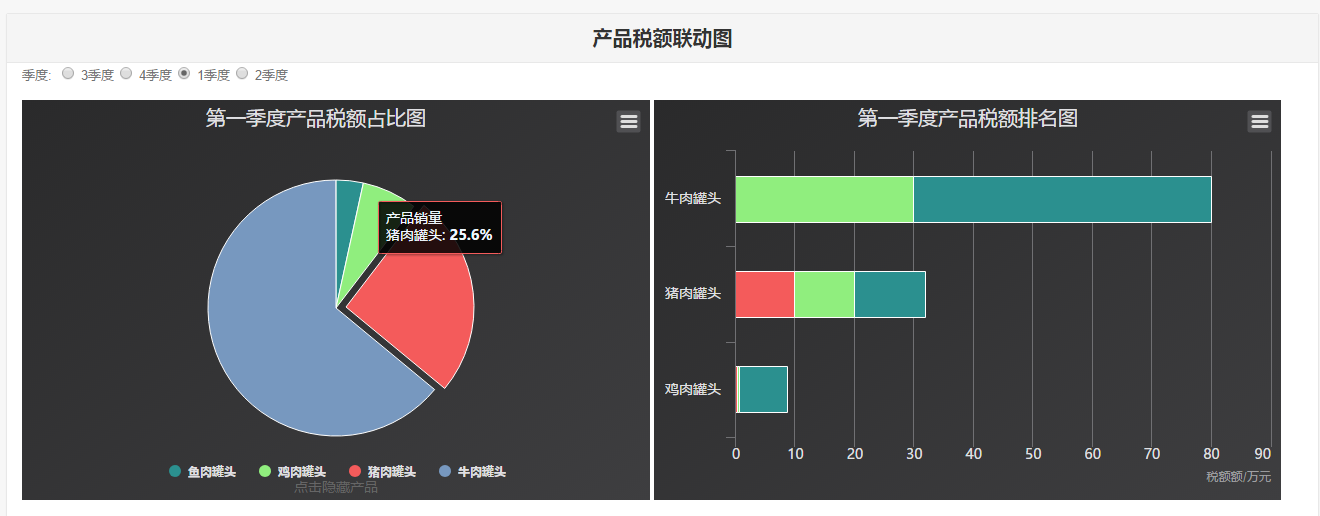 产品税额联动图
季度: 3季度 4季度 1季度 2季度
第一季度产品税额占比图
产品销量
猪肉罐头: 25.6%
鱼肉罐头 鸡肉罐头 猪肉罐头 牛肉罐头
点击隐藏产品
第一季度产品税额排名图
牛肉罐头
猪肉罐头
鸡肉罐头
0 10 20 30 40 50 60 70 80 90
税额额/万元